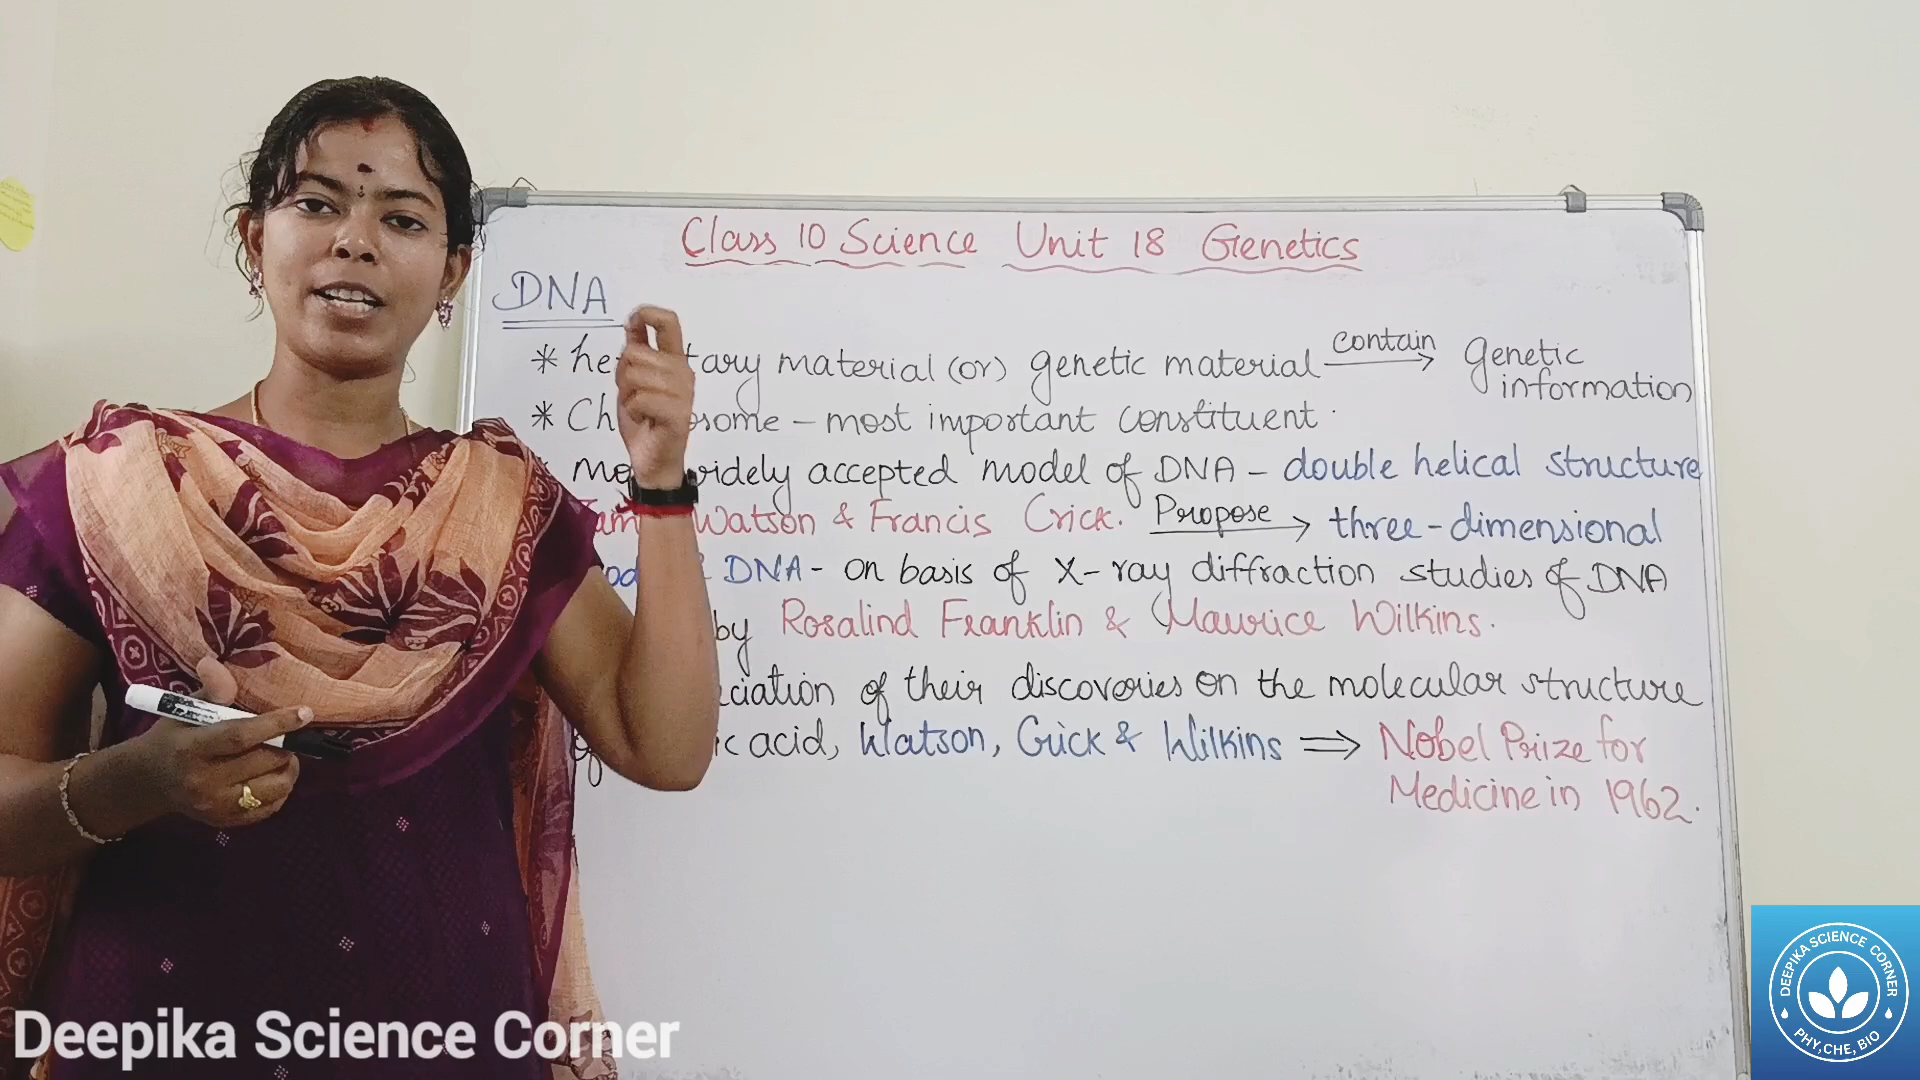 Class 10 Science Unit 18 Genetics
DNA
* he tary material (or) genetic material contain → genetic information
* Ch osome - most important constituent.
widely accepted model of DNA - double helical structure
Watson & Francis Crick. Propose → three-dimensional
DNA - on basis of X-ray diffraction studies of DNA
by Rosalind Franklin & Maurice Wilkins.
ciation of their discoveries on the molecular structure
ic acid, Watson, Crick & Wilkins ⇒ Nobel Prize for
Medicine in 1962.
Deepika Science Corner
DEEPIKA SCIENCE CORNER
PHY, CHE, BIO